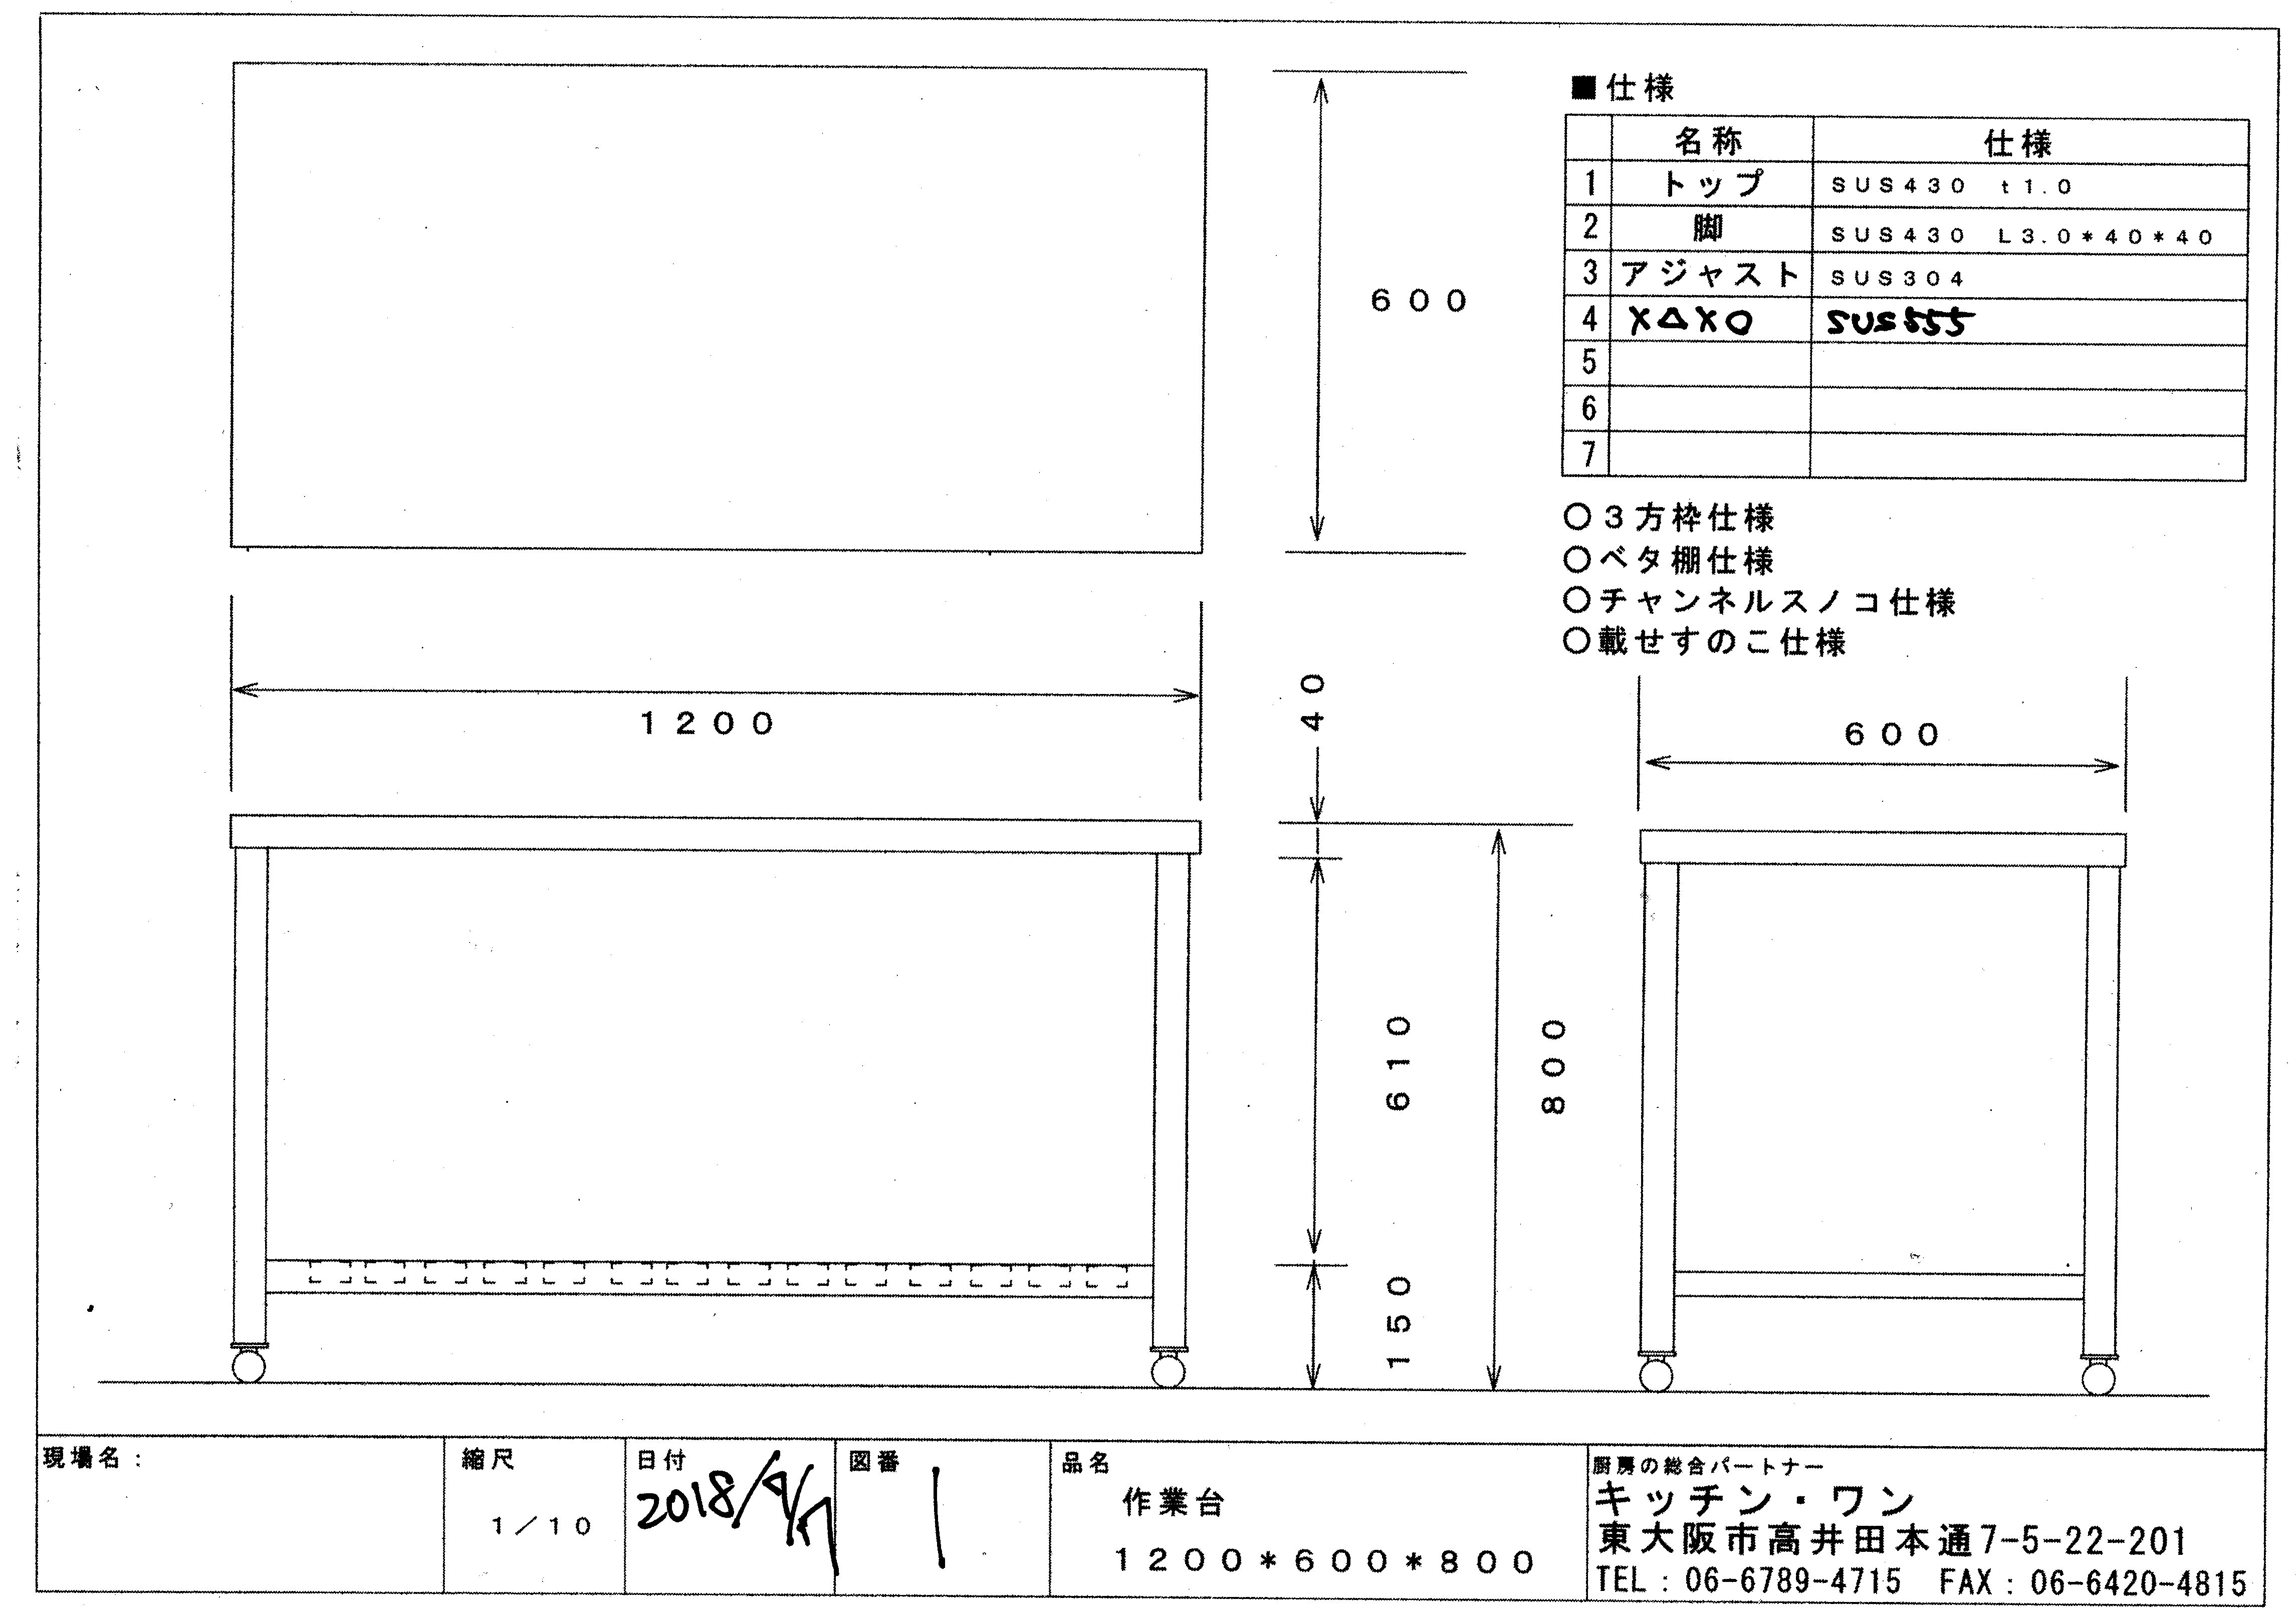 ■仕様
名称 仕様
1 トップ SUS430 t1.0
2 脚 SUS430 L3.0*40*40
3 アジャスト SUS304
4 X△X○ SUS555
5
6
7
○3方枠仕様
○ベタ棚仕様
○チャンネルスノコ仕様
○載せすのこ仕様
600
1200
40
600
610
800
150
現場名:
縮尺
1/10
日付
2018/
図番
1
品名
作業台
1200*600*800
厨房の総合パートナー
キッチン・ワン
東大阪市高井田本通7-5-22-201
TEL:06-6789-4715 FAX:06-6420-4815